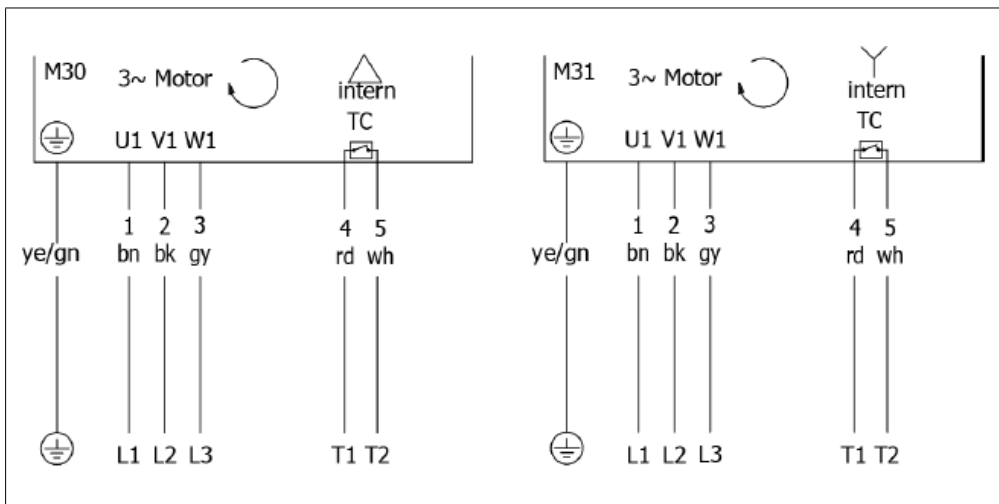 M30 3~ Motor intern
TC
U1 V1 W1
1 2 3 4 5
ye/gn bn bk gy rd wh
L1 L2 L3 T1 T2
M31 3~ Motor intern
TC
U1 V1 W1
1 2 3 4 5
ye/gn bn bk gy rd wh
L1 L2 L3 T1 T2